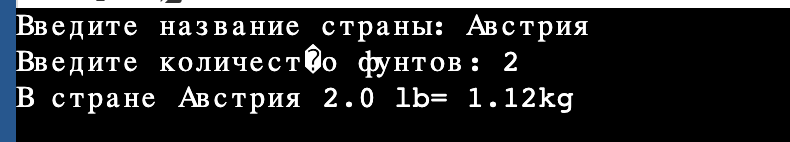 Введите название страны: Австрия
Введите количест�о фунтов: 2
В стране Австрия 2.0 lb= 1.12kg